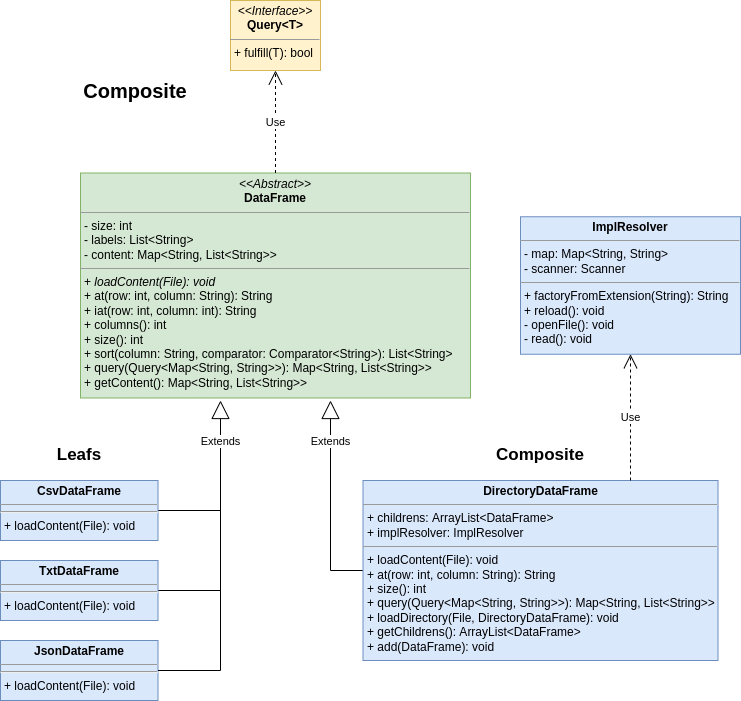 <<Interface>>
Query<T>
+ fulfill(T): bool
Composite
Use
<<Abstract>>
DataFrame
- size: int
- labels: List<String>
- content: Map<String, List<String>>
+ loadContent(File): void
+ at(row: int, column: String): String
+ iat(row: int, column: int): String
+ columns(): int
+ size(): int
+ sort(column: String, comparator: Comparator<String>): List<String>
+ query(Query<Map<String, String>>): Map<String, List<String>>
+ getContent(): Map<String, List<String>>
ImplResolver
- map: Map<String, String>
- scanner: Scanner
+ factoryFromExtension(String): String
+ reload(): void
- openFile(): void
- read(): void
Use
Extends
Extends
Leafs
Composite
CsvDataFrame
+ loadContent(File): void
TxtDataFrame
+ loadContent(File): void
JsonDataFrame
+ loadContent(File): void
DirectoryDataFrame
+ childrens: ArrayList<DataFrame>
+ implResolver: ImplResolver
+ loadContent(File): void
+ at(row: int, column: String): String
+ size(): int
+ query(Query<Map<String, String>>): Map<String, List<String>>
+ loadDirectory(File, DirectoryDataFrame): void
+ getChildrens(): ArrayList<DataFrame>
+ add(DataFrame): void